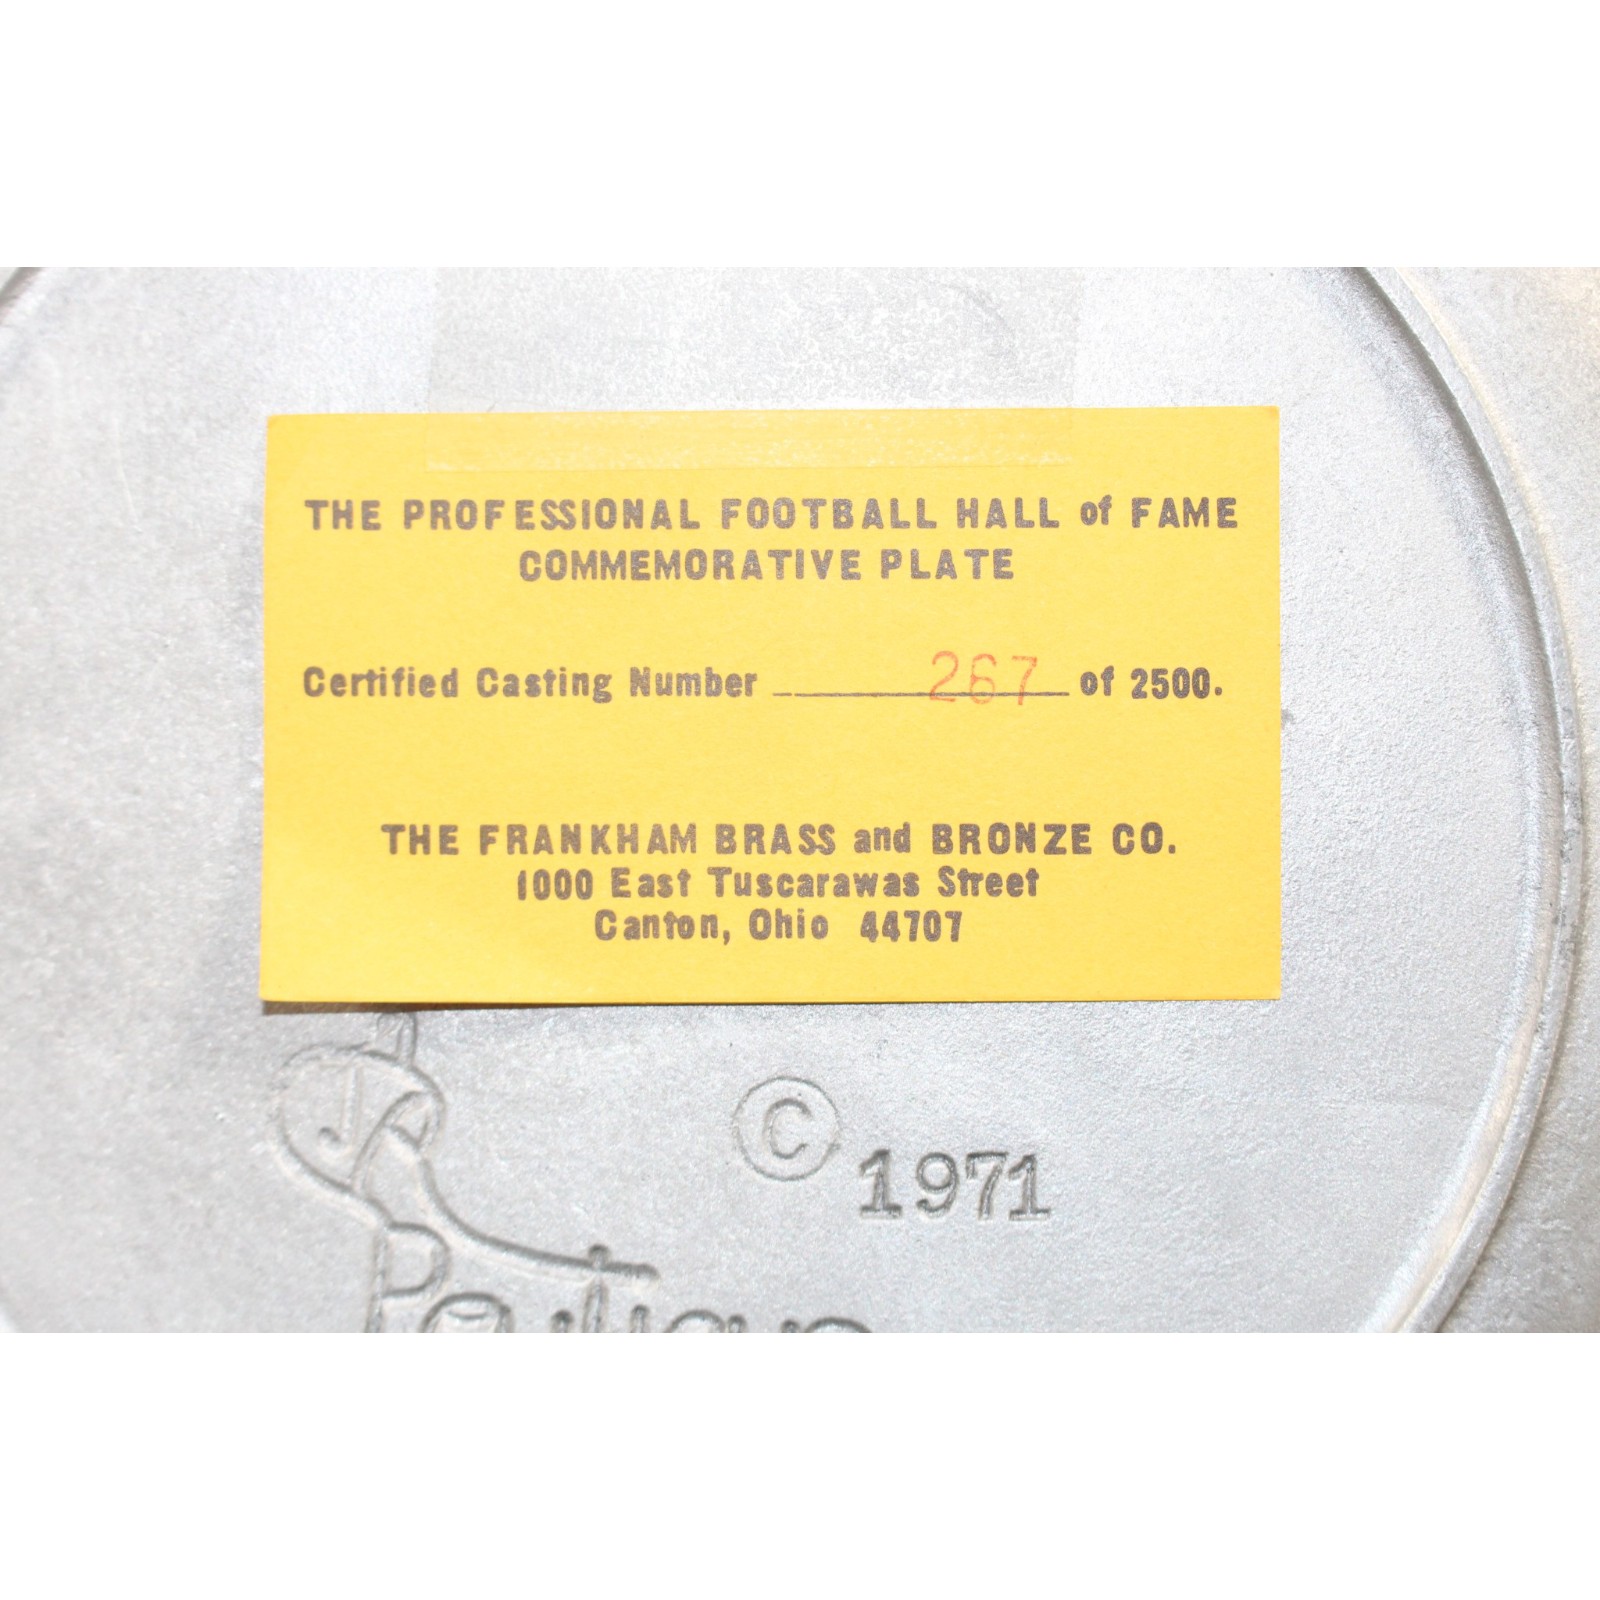 THE PROFESSIONAL FOOTBALL HALL of FAME
COMMEMORATIVE PLATE
Certified Casting Number 267 of 2500.
THE FRANKHAM BRASS and BRONZE CO.
1000 East Tuscarawas Street
Canton, Ohio 44707
© 1971